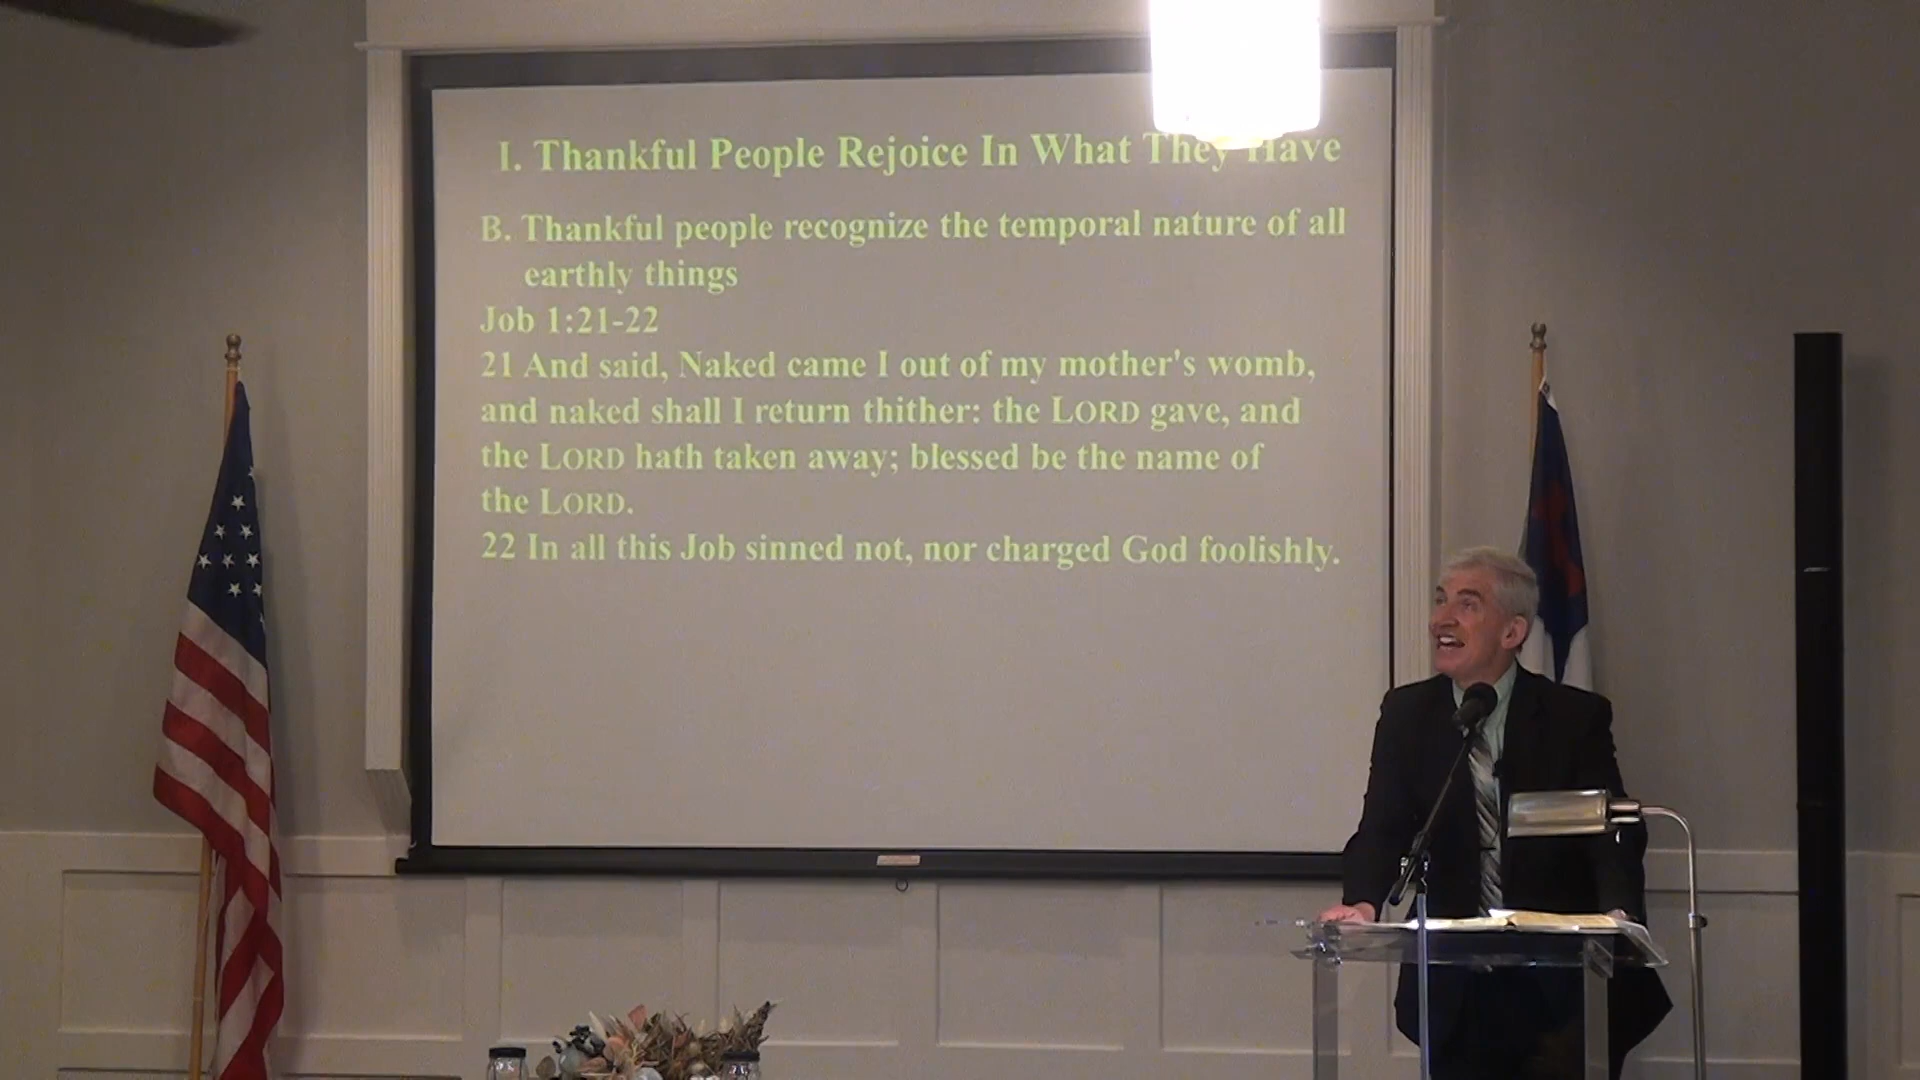 I. Thankful People Rejoice In What They Have
B. Thankful people recognize the temporal nature of all
earthly things
Job 1:21-22
21 And said, Naked came I out of my mother's womb,
and naked shall I return thither: the LORD gave, and
the LORD hath taken away; blessed be the name of
the LORD.
22 In all this Job sinned not, nor charged God foolishly.